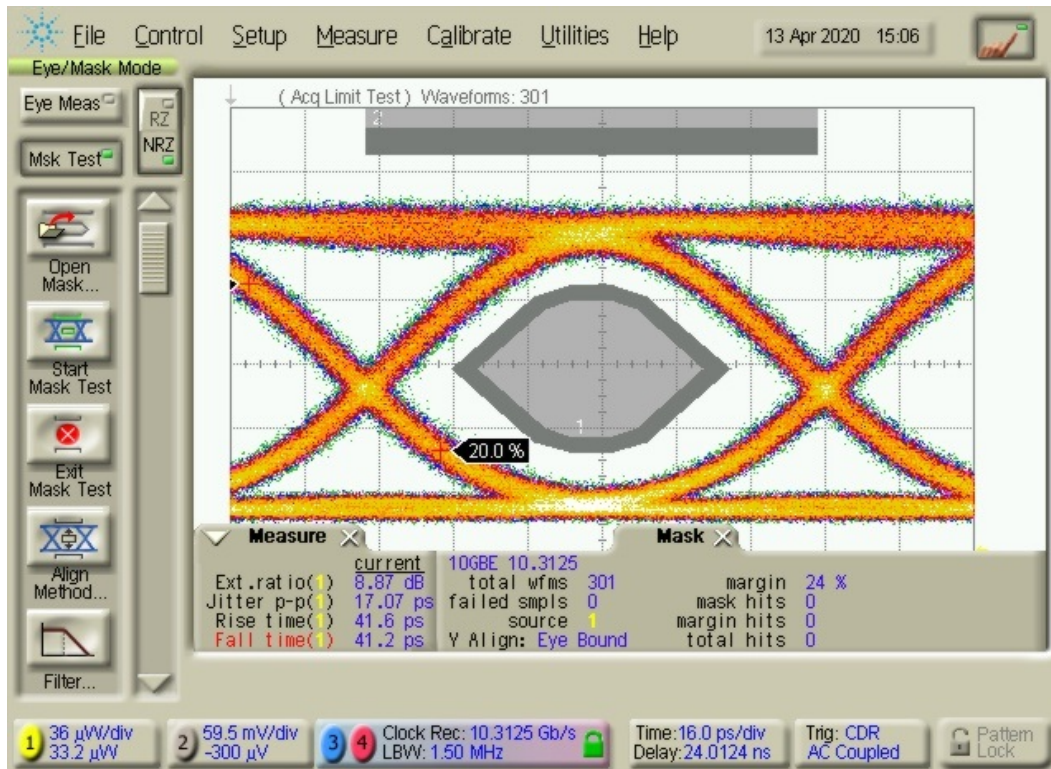 File Control Setup Measure Calibrate Utilities Help 13 Apr 2020 15:06
Eye/Mask Mode
Eye Meas
RZ
NRZ
Msk Test
Open
Mask...
Start
Mask Test
Exit
Mask Test
Align
Method...
Filter...
( Acq Limit Test ) Waveforms: 301
2
1
20.0 %
Measure
current
Ext.ratio(1) 8.87 dB
Jitter p-p(1) 17.07 ps
Rise time(1) 41.6 ps
Fall time(1) 41.2 ps
Mask
10GBE 10.3125
total wfms 301 margin 24 %
failed smpls 0 mask hits 0
source 1 margin hits 0
Y Align: Eye Bound total hits 0
1 36 µW/div
33.2 µW
2 59.5 mV/div
-300 µV
3 4 Clock Rec: 10.3125 Gb/s
LBW: 1.50 MHz
Time:16.0 ps/div
Delay:24.0124 ns
Trig: CDR
AC Coupled
Pattern
Lock